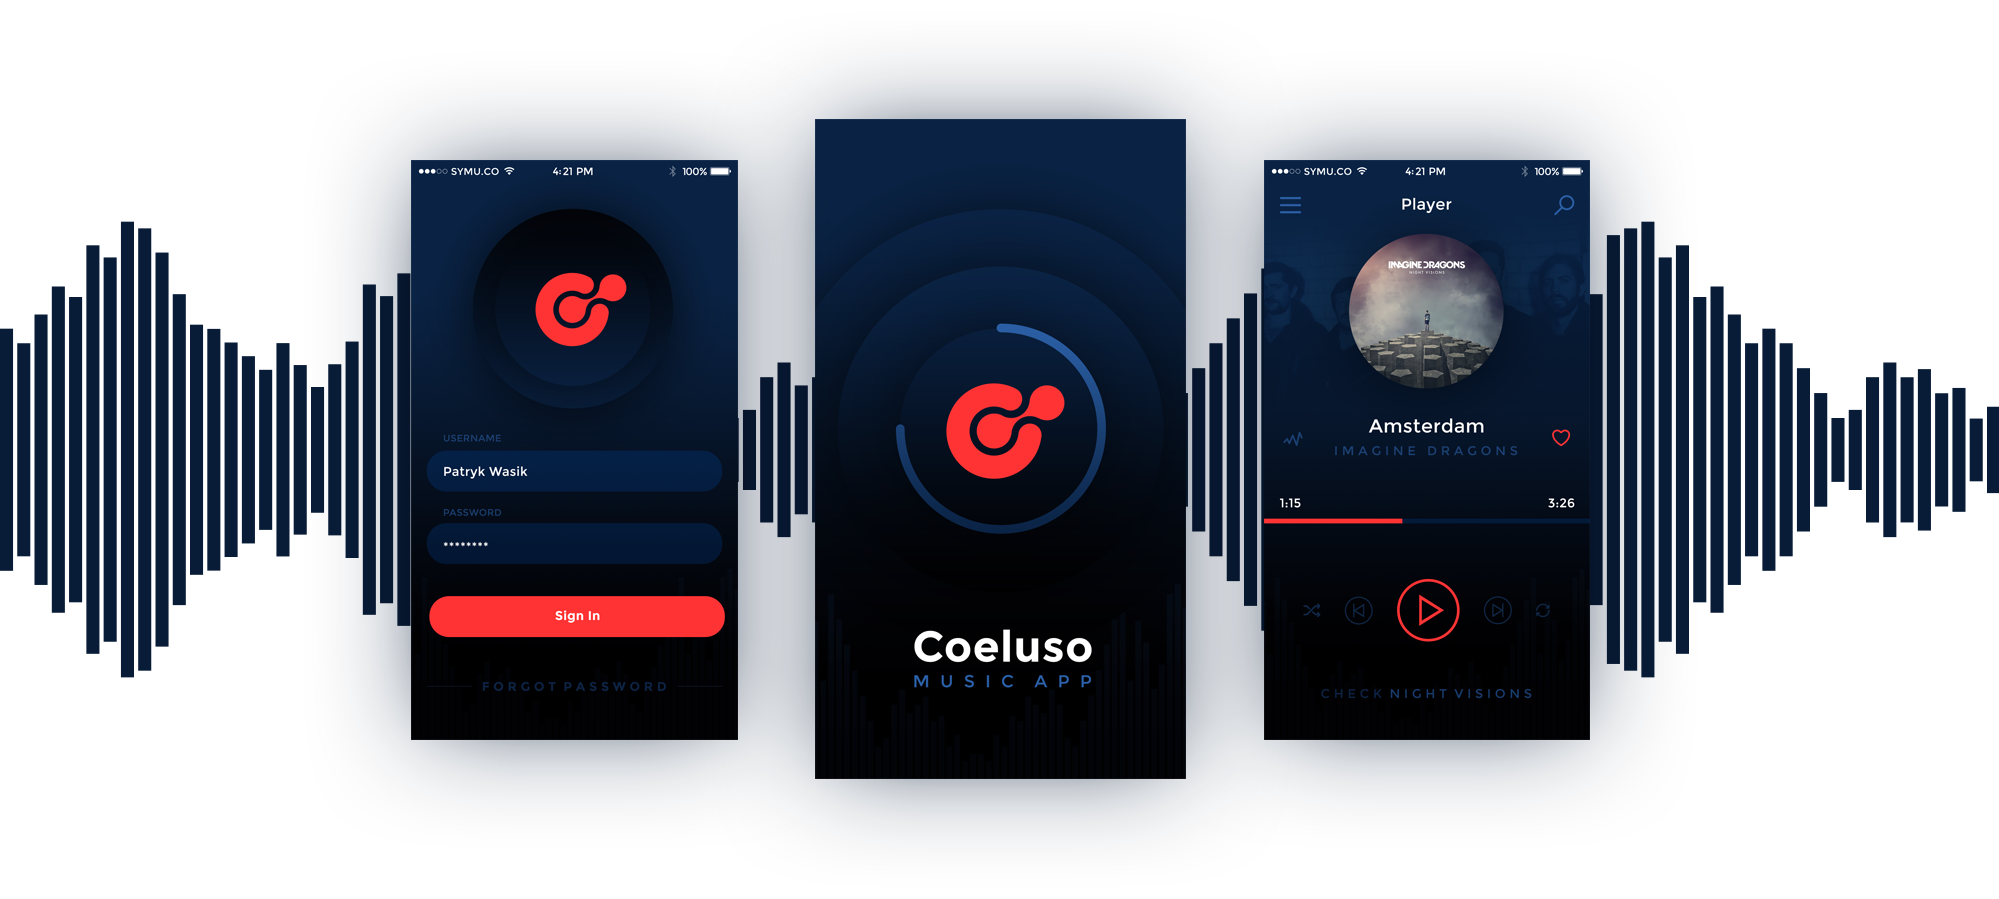 SYMU.CO 4:21 PM 100%
USERNAME
Patryk Wasik
PASSWORD
********
Sign In
FORGOT PASSWORD
Coeluso
MUSIC APP
SYMU.CO 4:21 PM 100%
Player
IMAGINE DRAGONS
NIGHT VISIONS
Amsterdam
IMAGINE DRAGONS
1:15 3:26
CHECK NIGHT VISIONS